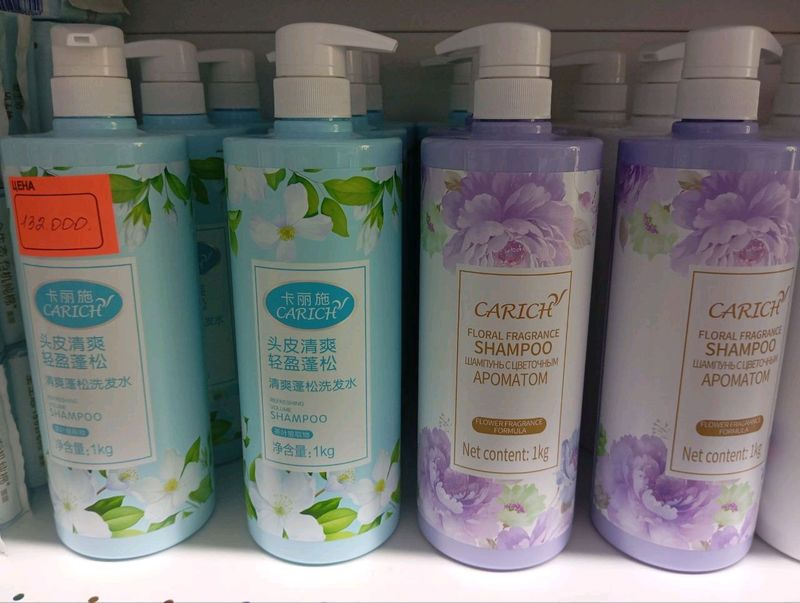 ЦЕНА
132 000.
卡丽施
CARICH
头皮清爽
轻盈蓬松
清爽蓬松洗发水
REFRESHING
VOLUME
SHAMPOO
净含量:1kg
卡丽施
CARICH
头皮清爽
轻盈蓬松
清爽蓬松洗发水
REFRESHING
VOLUME
SHAMPOO
净含量:1kg
CARICH
FLORAL FRAGRANCE
SHAMPOO
ШАМПУНЬ С ЦВЕТОЧНЫМ
АРОМАТОМ
FLOWER FRAGRANCE
FORMULA
Net content: 1kg
CARICH
FLORAL FRAGRANCE
SHAMPOO
ШАМПУНЬ С ЦВЕТОЧНЫМ
АРОМАТОМ
FLOWER FRAGRANCE
FORMULA
Net content: 1kg